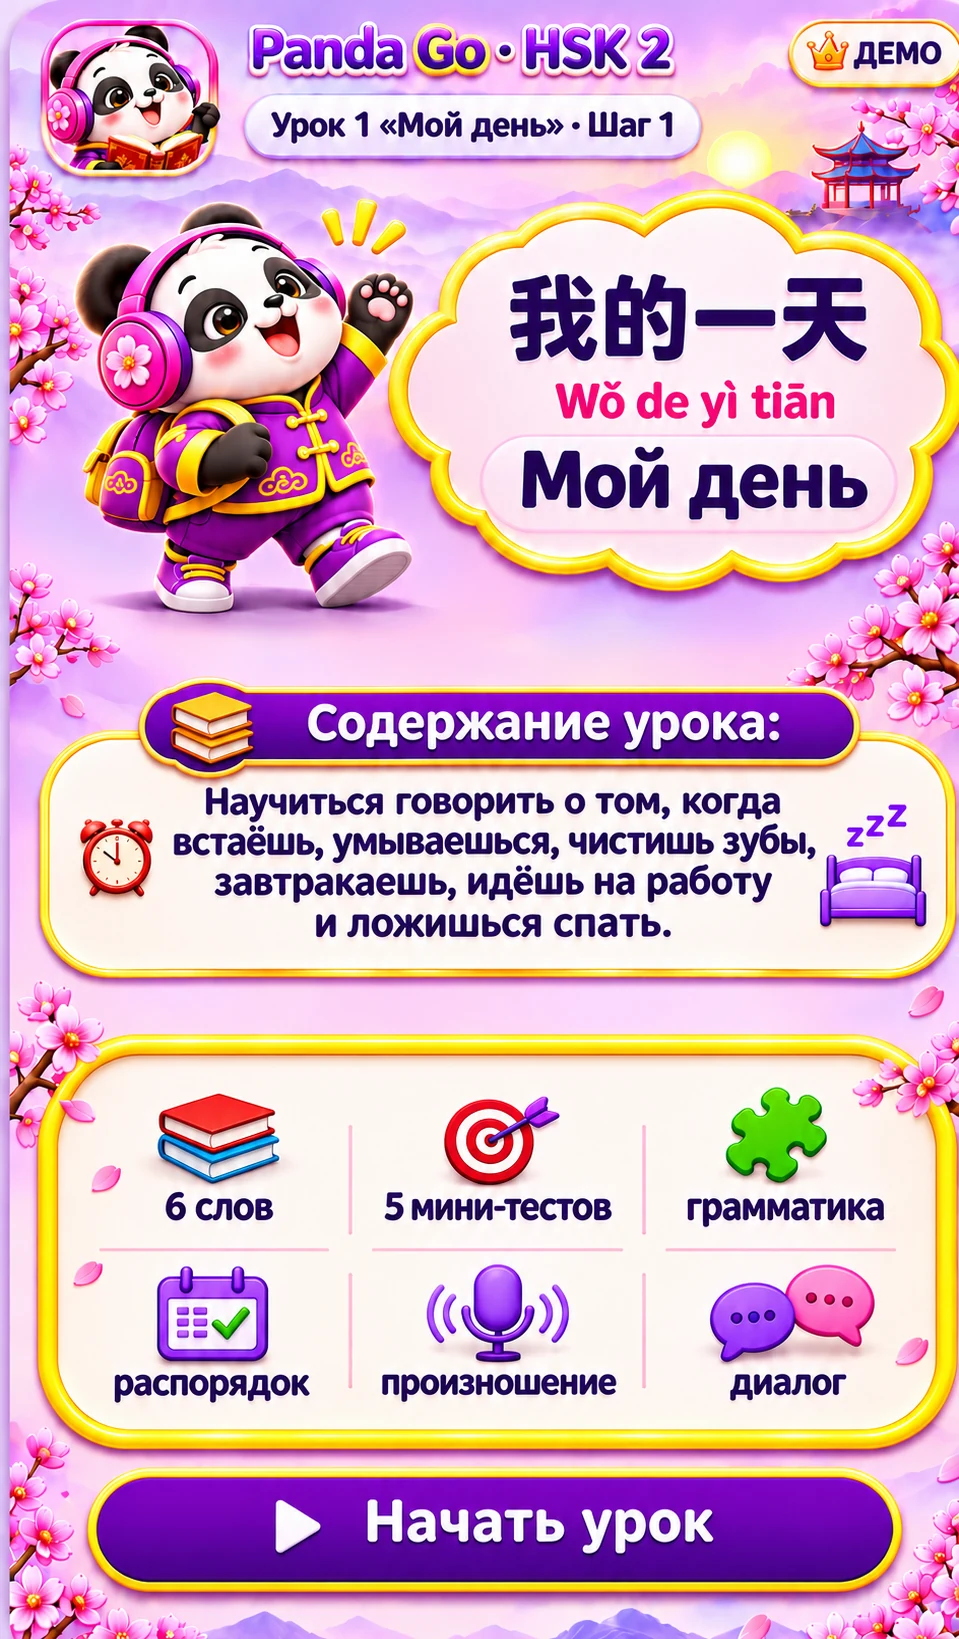 Panda Go · HSK 2
ДЕМО
Урок 1 «Мой день» · Шаг 1
我的一天
Wǒ de yì tiān
Мой день
Содержание урока:
Научиться говорить о том, когда
встаёшь, умываешься, чистишь зубы,
завтракаешь, идёшь на работу
и ложишься спать.
zzz
6 слов
5 мини-тестов
грамматика
распорядок
произношение
диалог
Начать урок